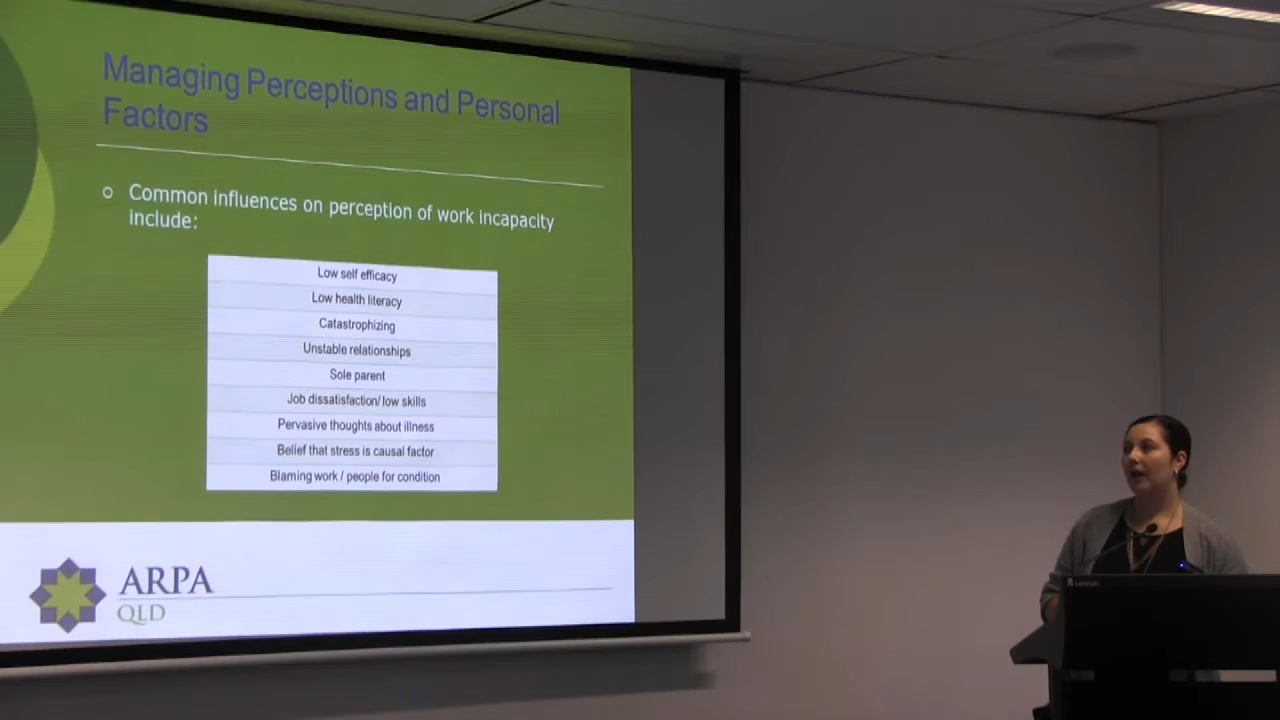 Managing Perceptions and Personal
Factors
Common influences on perception of work incapacity
include:
Low self efficacy
Low health literacy
Catastrophizing
Unstable relationships
Sole parent
Job dissatisfaction/ low skills
Pervasive thoughts about illness
Belief that stress is causal factor
Blaming work / people for condition
ARPA
QLD